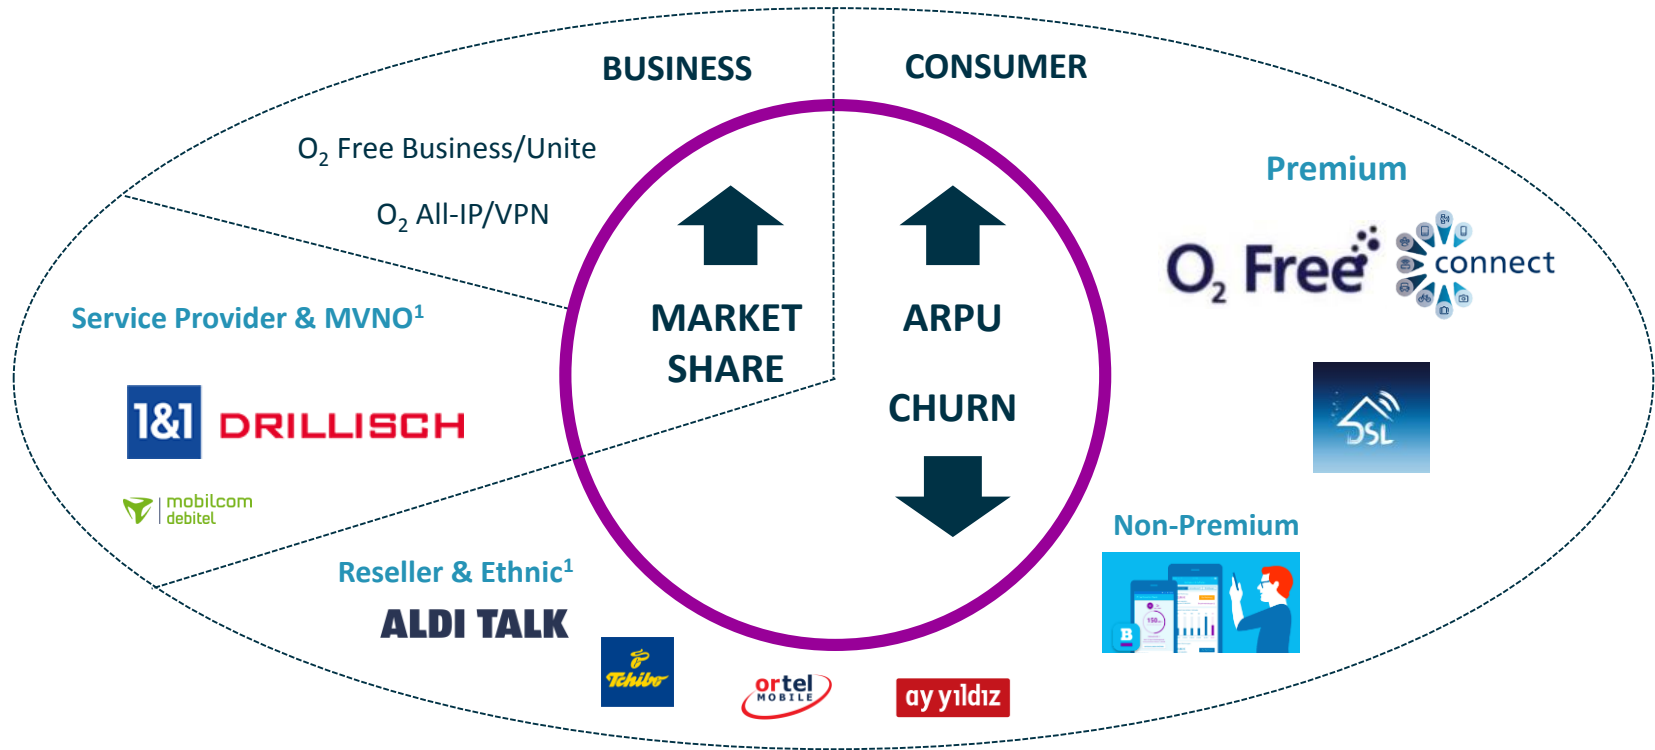 BUSINESS
CONSUMER
O₂ Free Business/Unite
O₂ All-IP/VPN
Premium
O₂ Free
connect
Service Provider & MVNO¹
MARKET
SHARE
ARPU
CHURN
1&1 DRILLISCH
DSL
mobilcom
debitel
Non-Premium
Reseller & Ethnic¹
ALDI TALK
B
Tchibo
ortel
MOBILE
ay yıldız